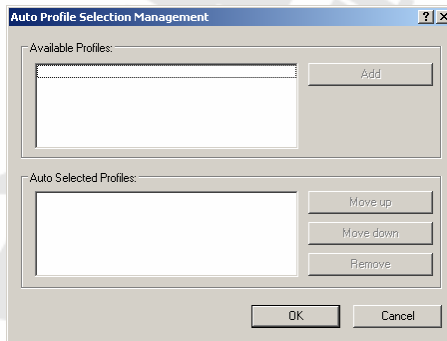 Auto Profile Selection Management
Available Profiles:
Add
Auto Selected Profiles:
Move up
Move down
Remove
OK
Cancel